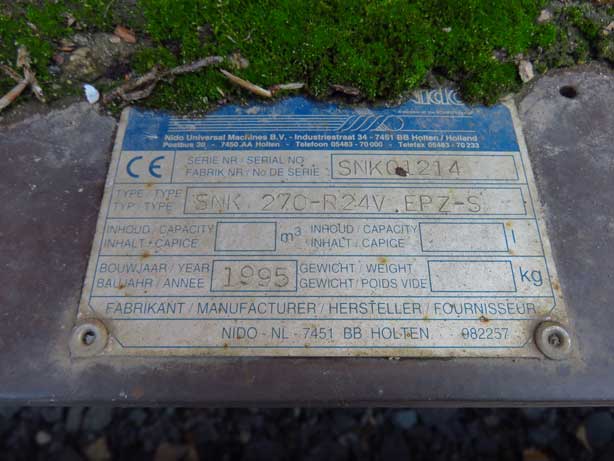 Nido Universal Machines B.V. - Industriestraat 34 - 7451 BB Holten / Holland
Postbus 30 - 7450 AA Holten - Telefoon 05483-70000 - Telefax 05483-70233
CE
SERIE NR / SERIAL NO
FABRIK NR / No DE SERIE
SNK01214
TYPE / TYPE
TYP / TYPE
SNK 270-R24V EPZ-S
INHOUD / CAPACITY
INHALT / CAPICE
m³
INHOUD / CAPACITY
INHALT / CAPICE
l
BOUWJAAR / YEAR
BAUJAHR / ANNEE
1995
GEWICHT / WEIGHT
GEWICHT / POIDS VIDE
kg
FABRIKANT / MANUFACTURER / HERSTELLER / FOURNISSEUR
NIDO - NL - 7451 BB HOLTEN 982257